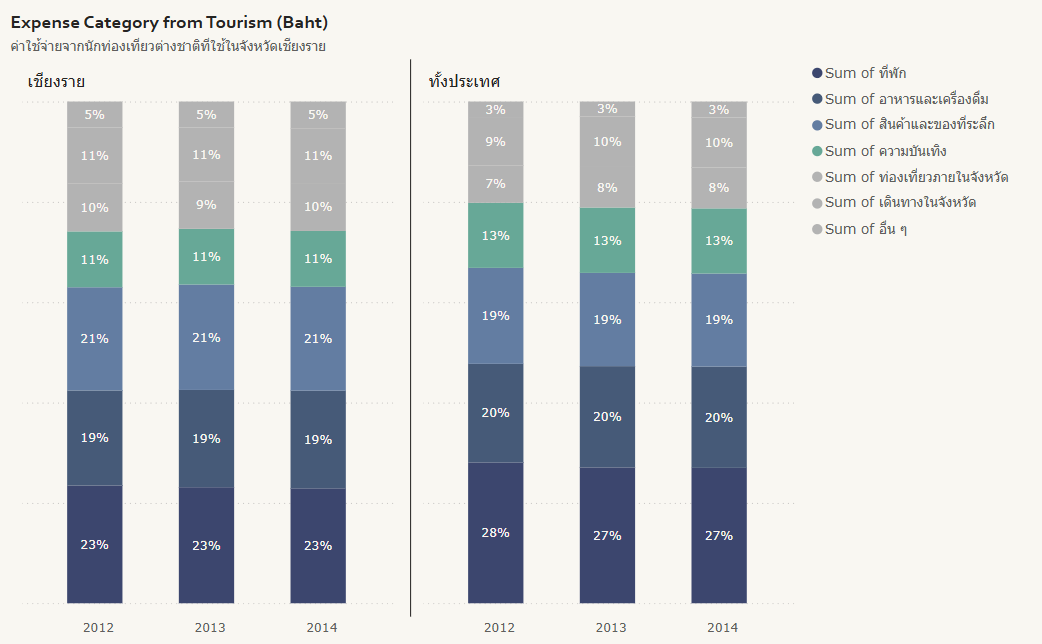 Expense Category from Tourism (Baht)
ค่าใช้จ่ายจากนักท่องเที่ยวต่างชาติที่ใช้ในจังหวัดเชียงราย
เชียงราย
5% 5% 5%
11% 11% 11%
10% 9% 10%
11% 11% 11%
21% 21% 21%
19% 19% 19%
23% 23% 23%
2012 2013 2014
ทั้งประเทศ
3% 3% 3%
9% 10% 10%
7% 8% 8%
13% 13% 13%
19% 19% 19%
20% 20% 20%
28% 27% 27%
2012 2013 2014
Sum of ที่พัก
Sum of อาหารและเครื่องดื่ม
Sum of สินค้าและของที่ระลึก
Sum of ความบันเทิง
Sum of ท่องเที่ยวภายในจังหวัด
Sum of เดินทางในจังหวัด
Sum of อื่น ๆ